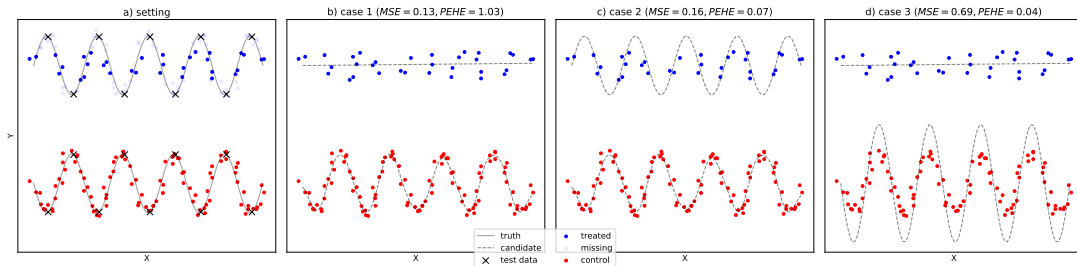 a) setting
b) case 1 (MSE = 0.13, PEHE = 1.03)
c) case 2 (MSE = 0.16, PEHE = 0.07)
d) case 3 (MSE = 0.69, PEHE = 0.04)
Y
X
X
X
X
truth
candidate
test data
treated
missing
control